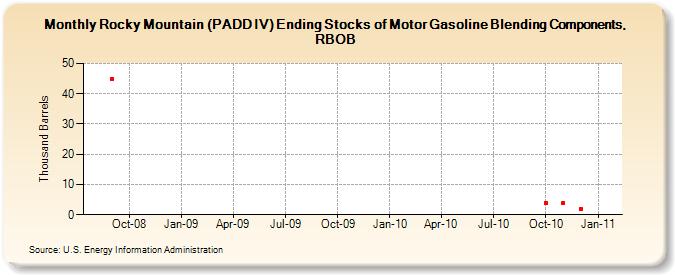 Monthly Rocky Mountain (PADD IV) Ending Stocks of Motor Gasoline Blending Components,
RBOB
Thousand Barrels
50
40
30
20
10
0
Oct-08 Jan-09 Apr-09 Jul-09 Oct-09 Jan-10 Apr-10 Jul-10 Oct-10 Jan-11
Source: U.S. Energy Information Administration